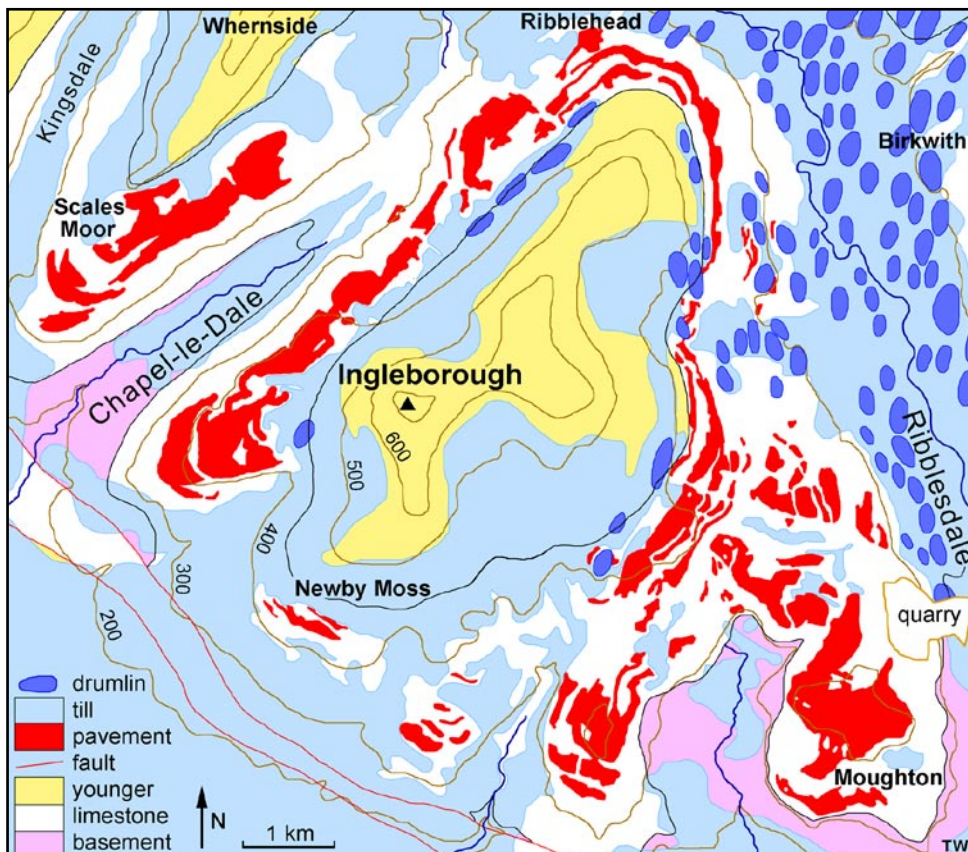 Whernside
Ribblehead
Kingsdale
Birkwith
Scales
Moor
Chapel-le-Dale
Ingleborough
600
500
400
Ribblesdale
Newby Moss
300
200
quarry
drumlin
till
pavement
fault
younger
limestone
basement
N
1 km
Moughton
TW